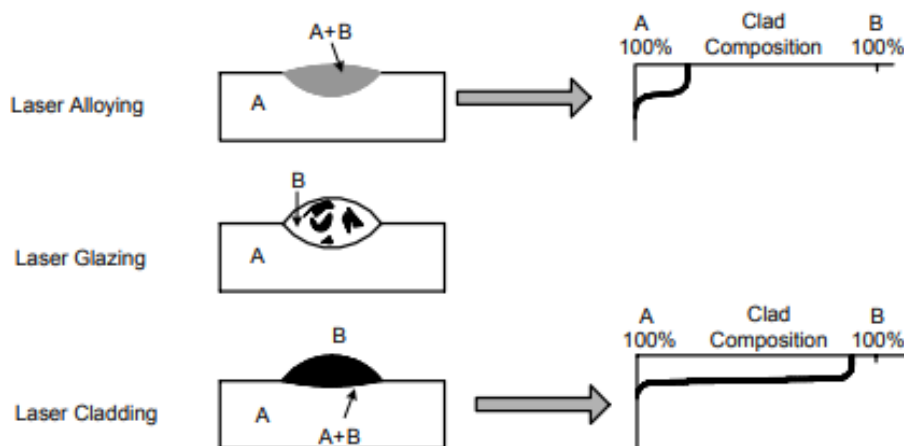 A+B
A Clad B
100% Composition 100%
Laser Alloying
A
B
Laser Glazing
A
A Clad B
100% Composition 100%
B
Laser Cladding
A
A+B